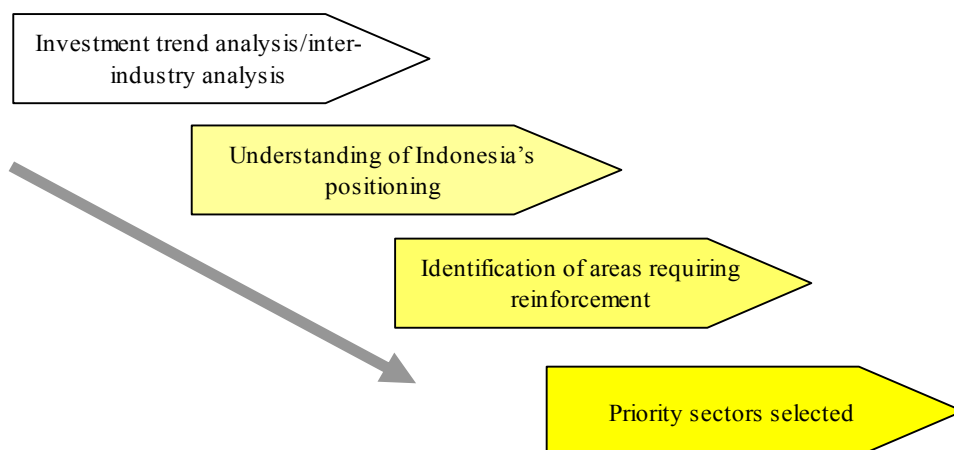 Investment trend analysis/inter-
industry analysis
Understanding of Indonesia's
positioning
Identification of areas requiring
reinforcement
Priority sectors selected